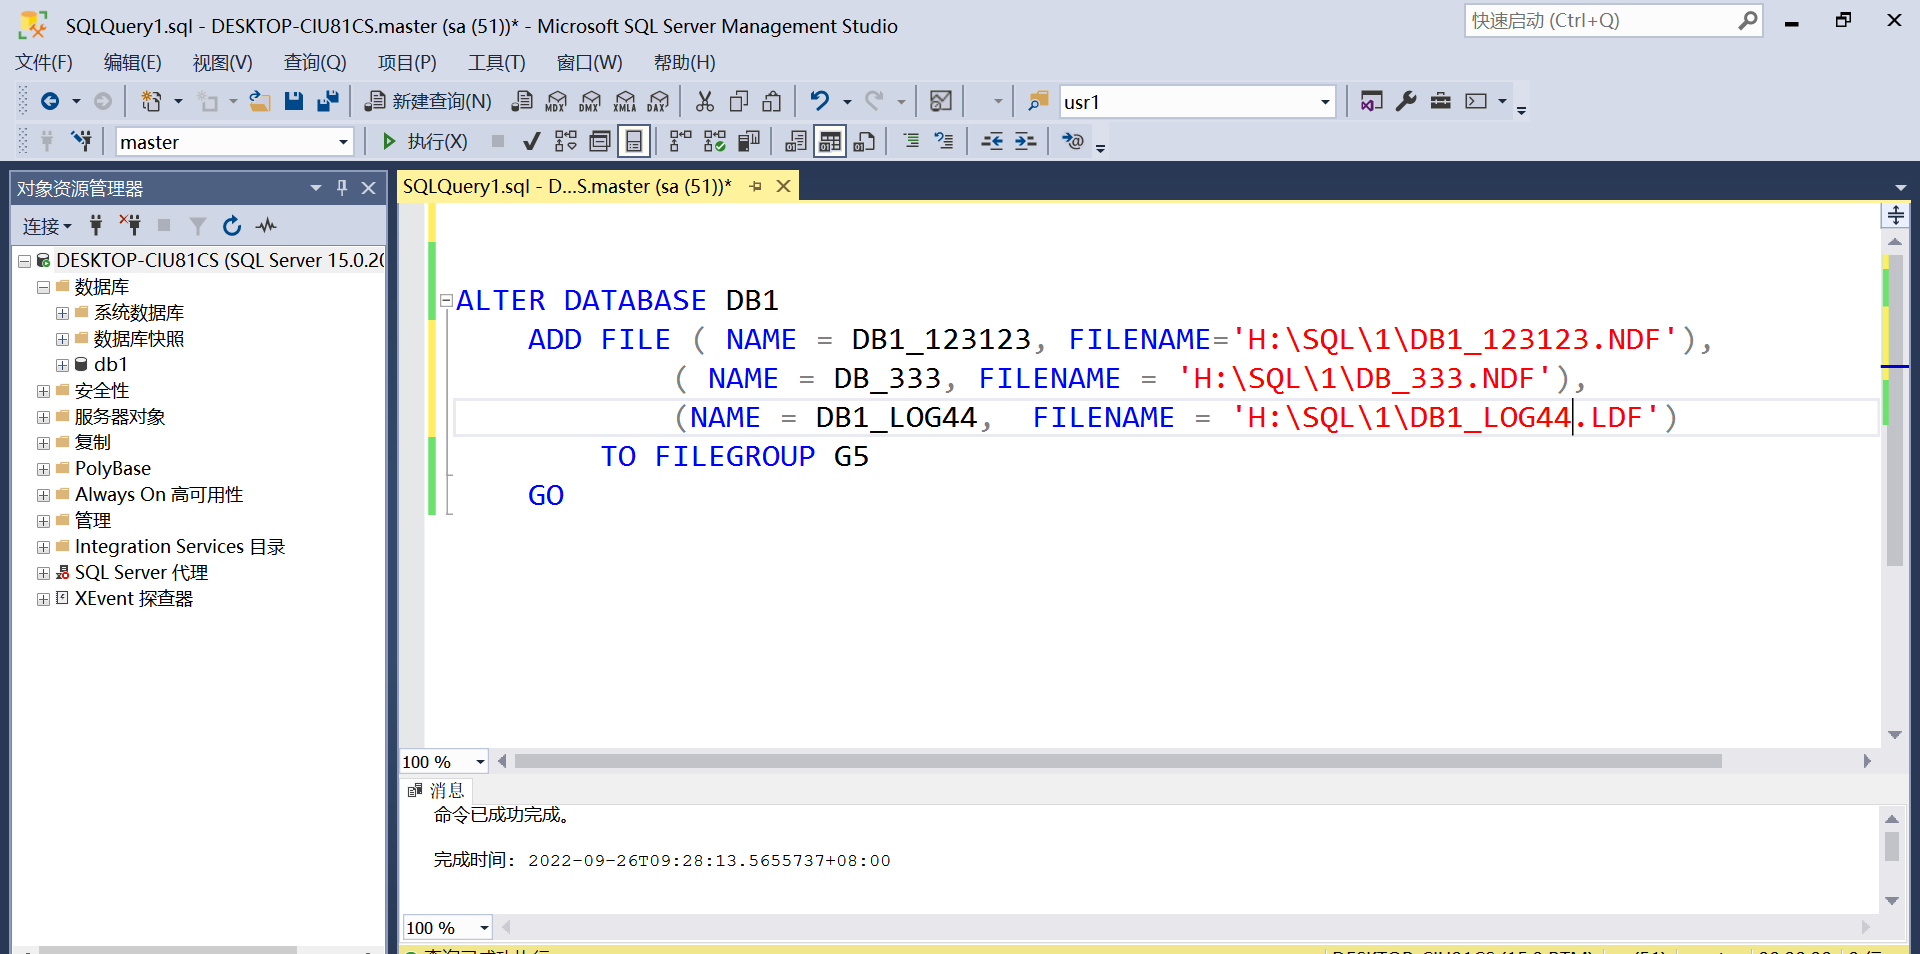 SQLQuery1.sql - DESKTOP-CIU81CS.master (sa (51))* - Microsoft SQL Server Management Studio
快速启动 (Ctrl+Q)
文件(F) 编辑(E) 视图(V) 查询(Q) 项目(P) 工具(T) 窗口(W) 帮助(H)
新建查询(N) MDX DMX XMLA DAX usr1
master 执行(X)
对象资源管理器
连接
DESKTOP-CIU81CS (SQL Server 15.0.20
数据库
系统数据库
数据库快照
db1
安全性
服务器对象
复制
PolyBase
Always On 高可用性
管理
Integration Services 目录
SQL Server 代理
XEvent 探查器
SQLQuery1.sql - D...S.master (sa (51))*
ALTER DATABASE DB1
ADD FILE ( NAME = DB1_123123, FILENAME='H:\SQL\1\DB1_123123.NDF'),
( NAME = DB_333, FILENAME = 'H:\SQL\1\DB_333.NDF'),
(NAME = DB1_LOG44, FILENAME = 'H:\SQL\1\DB1_LOG44.LDF')
TO FILEGROUP G5
GO
100 %
消息
命令已成功完成。
完成时间: 2022-09-26T09:28:13.5655737+08:00
100 %